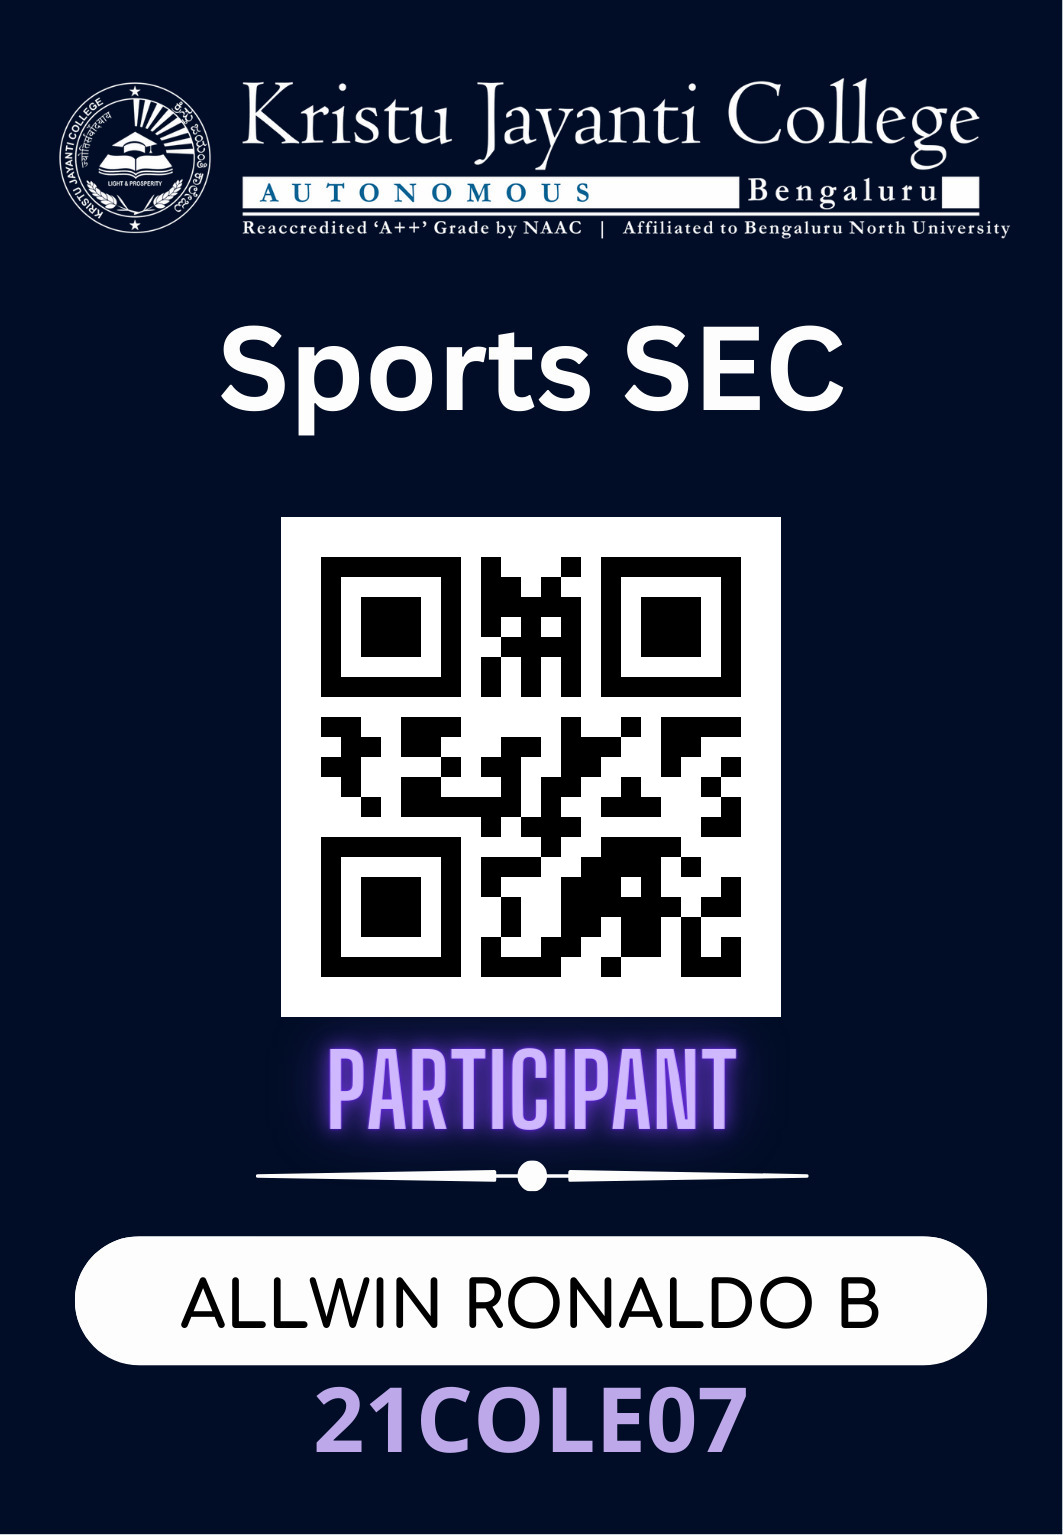 Kristu Jayanti College
AUTONOMOUS Bengaluru
Reaccredited ‘A++’ Grade by NAAC | Affiliated to Bengaluru North University
KRISTU JAYANTI COLLEGE
ಕ್ರಿಸ್ತು ಜಯಂತಿ ಕಾಲೇಜು
LIGHT & PROSPERITY
Sports SEC
PARTICIPANT
ALLWIN RONALDO B
21COLE07